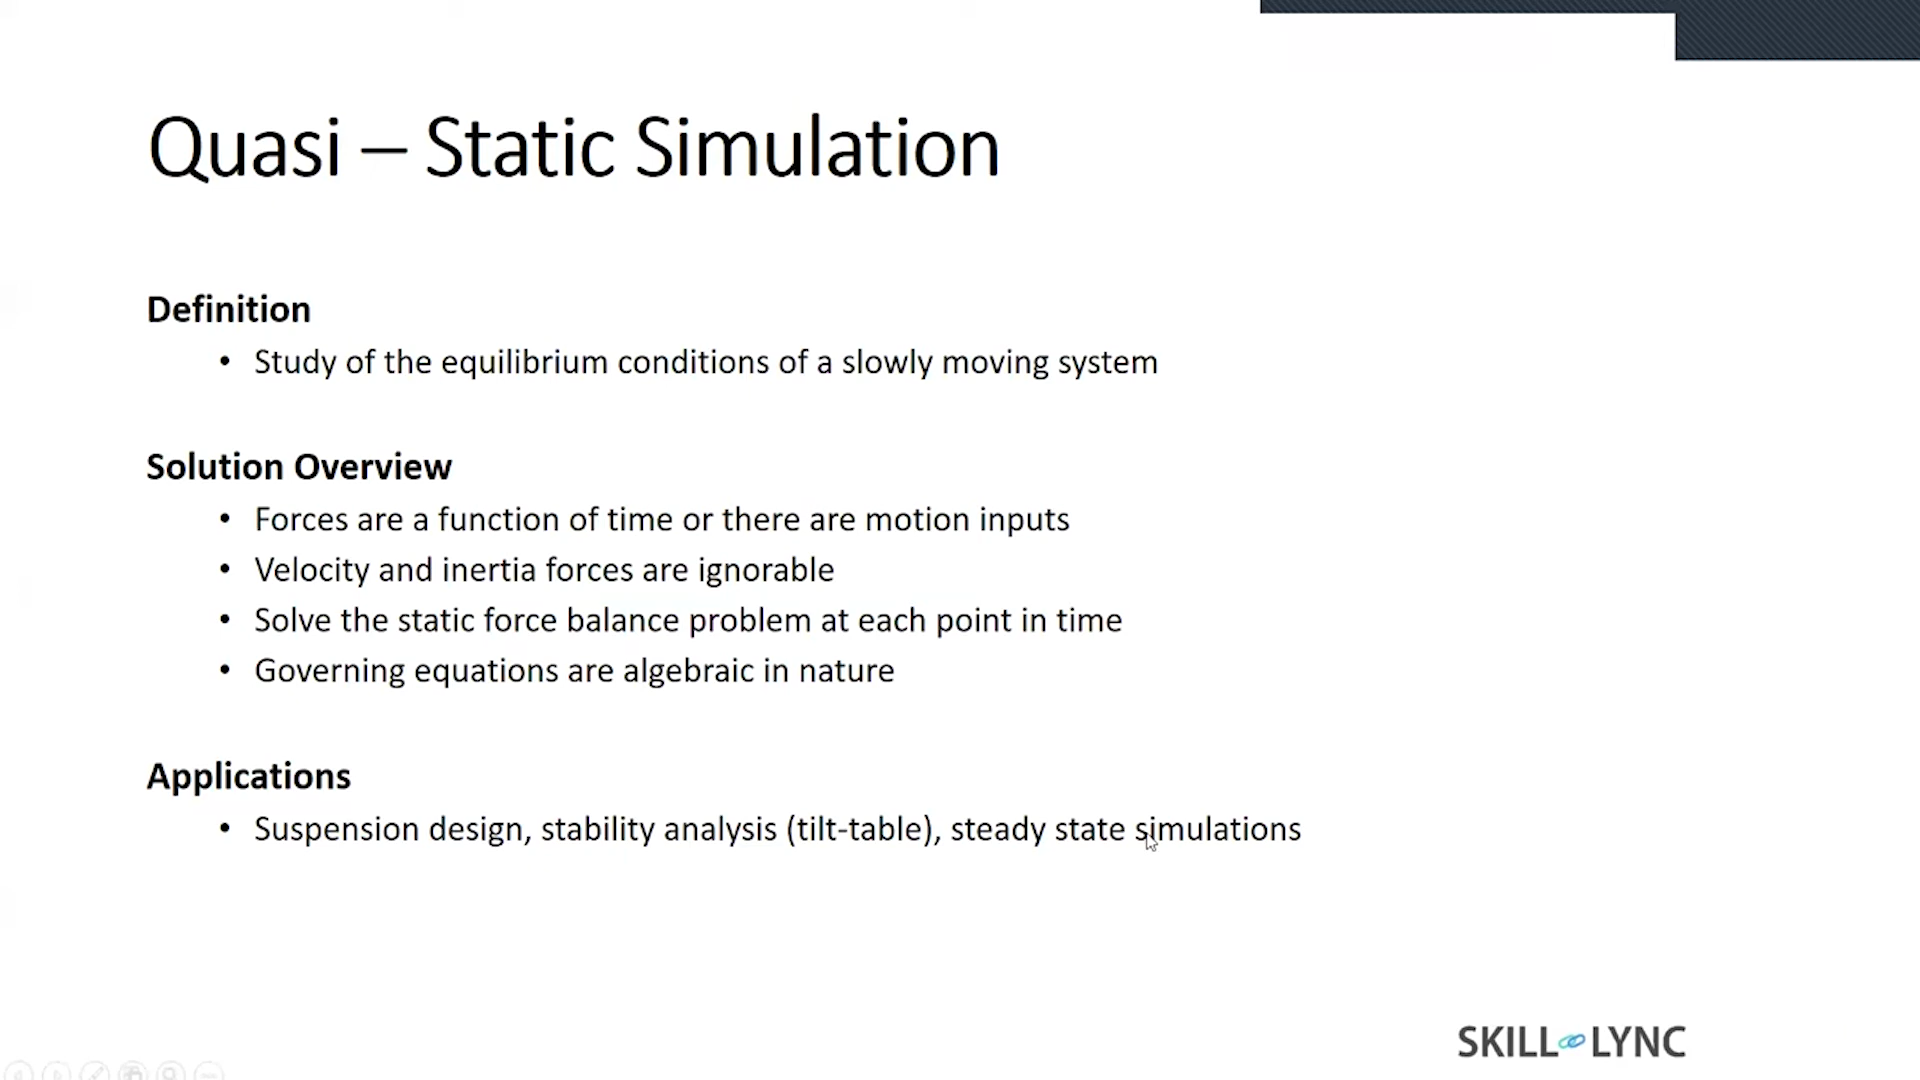 Quasi – Static Simulation
Definition
• Study of the equilibrium conditions of a slowly moving system
Solution Overview
• Forces are a function of time or there are motion inputs
• Velocity and inertia forces are ignorable
• Solve the static force balance problem at each point in time
• Governing equations are algebraic in nature
Applications
• Suspension design, stability analysis (tilt-table), steady state simulations
SKILL LYNC